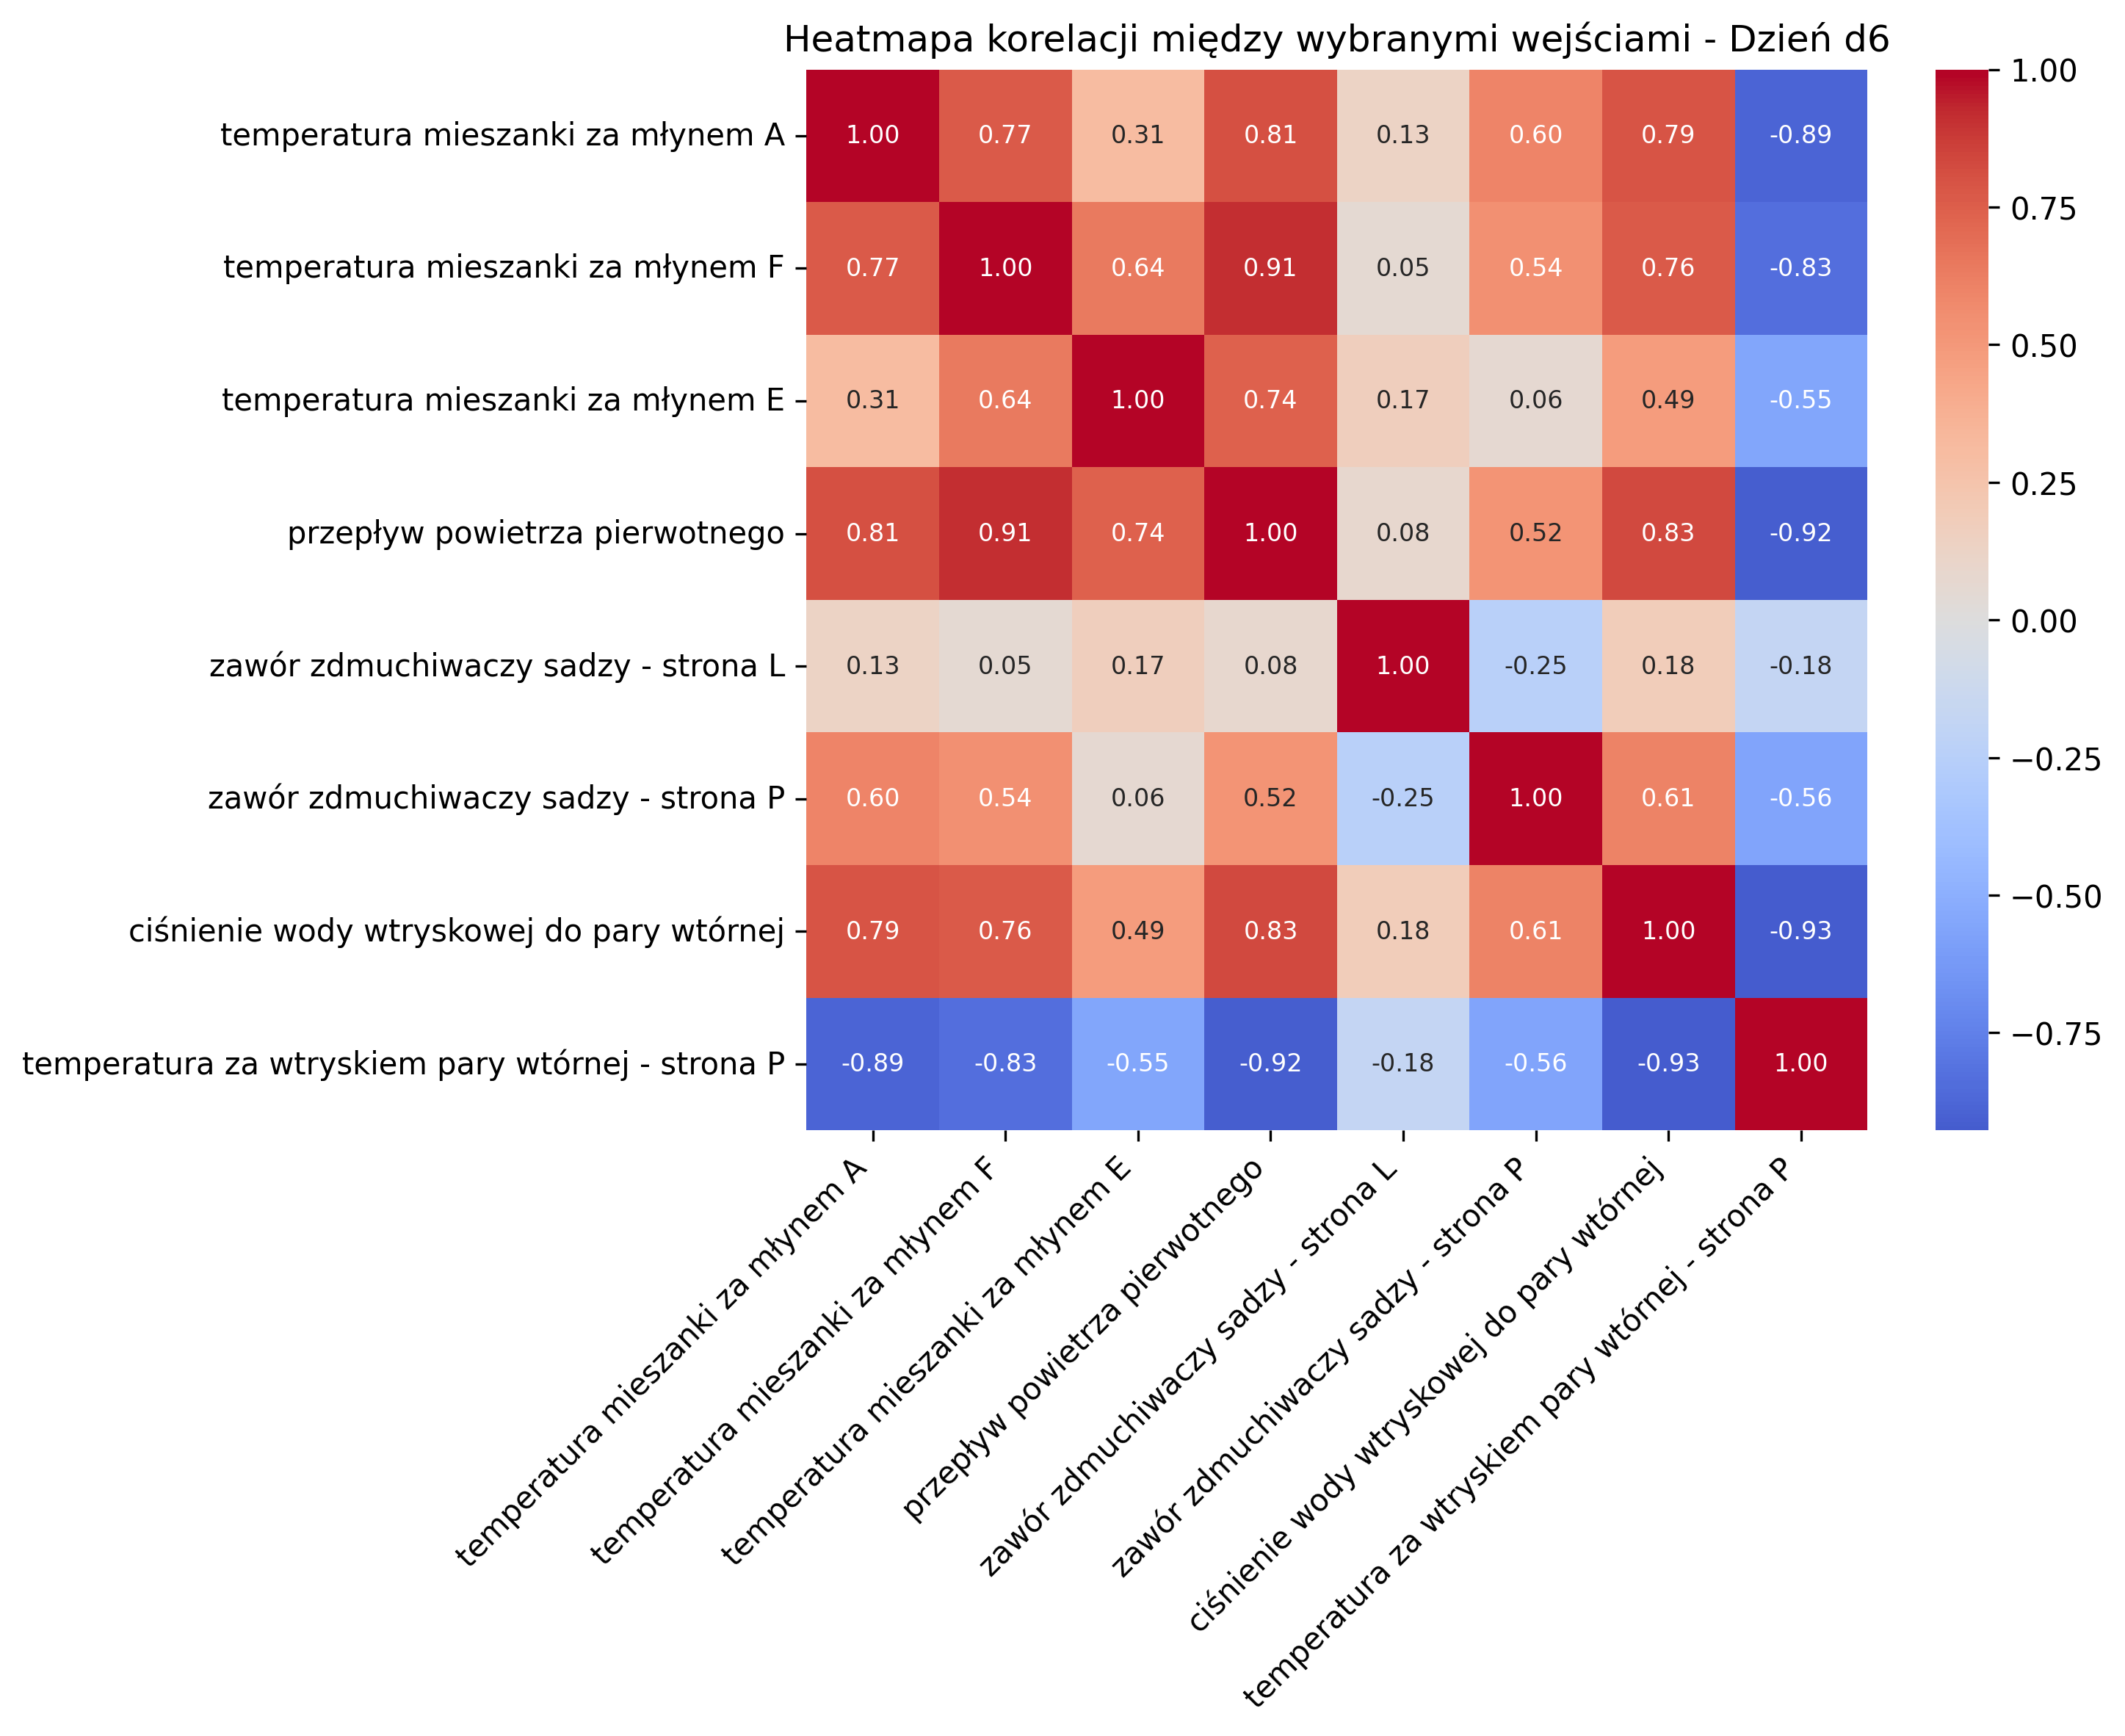 Heatmapa korelacji między wybranymi wejściami - Dzień d6
temperatura mieszanki za młynem A 1.00 0.77 0.31 0.81 0.13 0.60 0.79 -0.89
temperatura mieszanki za młynem F 0.77 1.00 0.64 0.91 0.05 0.54 0.76 -0.83
temperatura mieszanki za młynem E 0.31 0.64 1.00 0.74 0.17 0.06 0.49 -0.55
przepływ powietrza pierwotnego 0.81 0.91 0.74 1.00 0.08 0.52 0.83 -0.92
zawór zdmuchiwaczy sadzy - strona L 0.13 0.05 0.17 0.08 1.00 -0.25 0.18 -0.18
zawór zdmuchiwaczy sadzy - strona P 0.60 0.54 0.06 0.52 -0.25 1.00 0.61 -0.56
ciśnienie wody wtryskowej do pary wtórnej 0.79 0.76 0.49 0.83 0.18 0.61 1.00 -0.93
temperatura za wtryskiem pary wtórnej - strona P -0.89 -0.83 -0.55 -0.92 -0.18 -0.56 -0.93 1.00
temperatura mieszanki za młynem A
temperatura mieszanki za młynem F
temperatura mieszanki za młynem E
przepływ powietrza pierwotnego
zawór zdmuchiwaczy sadzy - strona L
zawór zdmuchiwaczy sadzy - strona P
ciśnienie wody wtryskowej do pary wtórnej
temperatura za wtryskiem pary wtórnej - strona P
1.00
0.75
0.50
0.25
0.00
−0.25
−0.50
−0.75